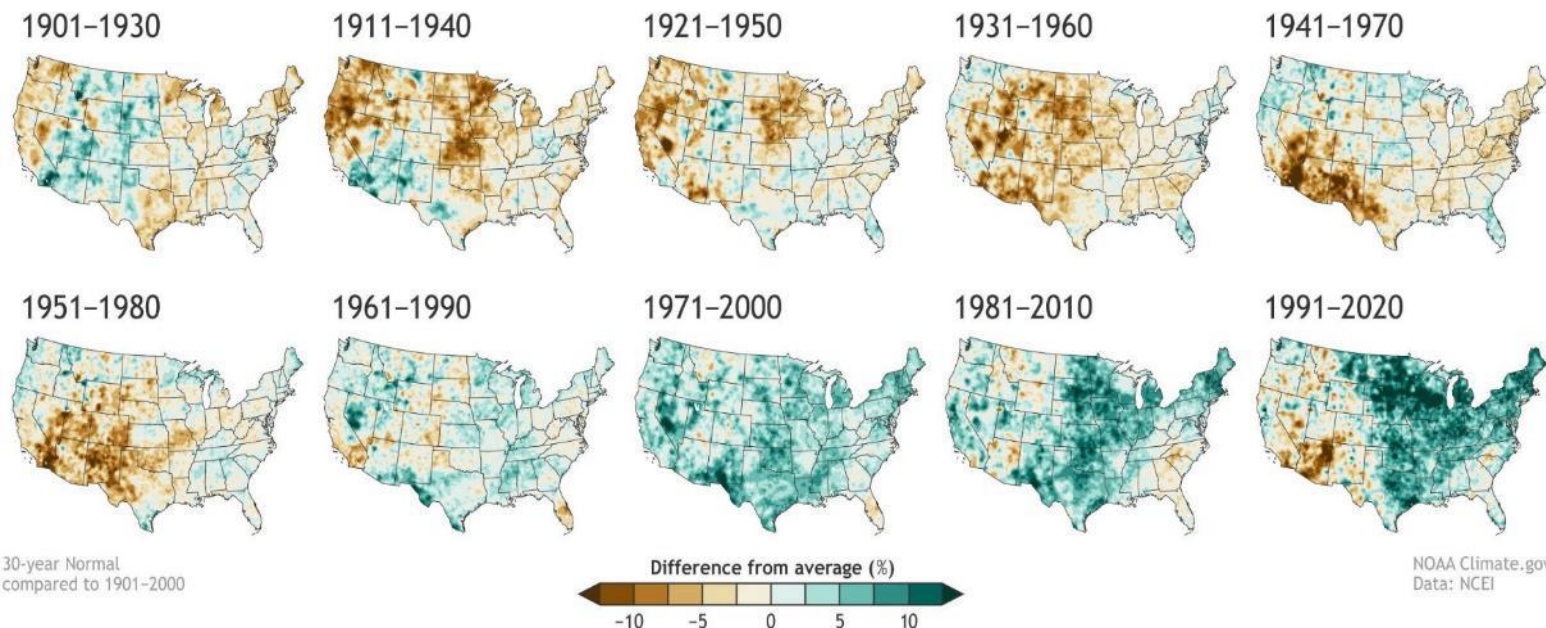 1901–1930
1911–1940
1921–1950
1931–1960
1941–1970
1951–1980
1961–1990
1971–2000
1981–2010
1991–2020
30-year Normal
compared to 1901–2000
Difference from average (%)
−10 −5 0 5 10
NOAA Climate.gov
Data: NCEI